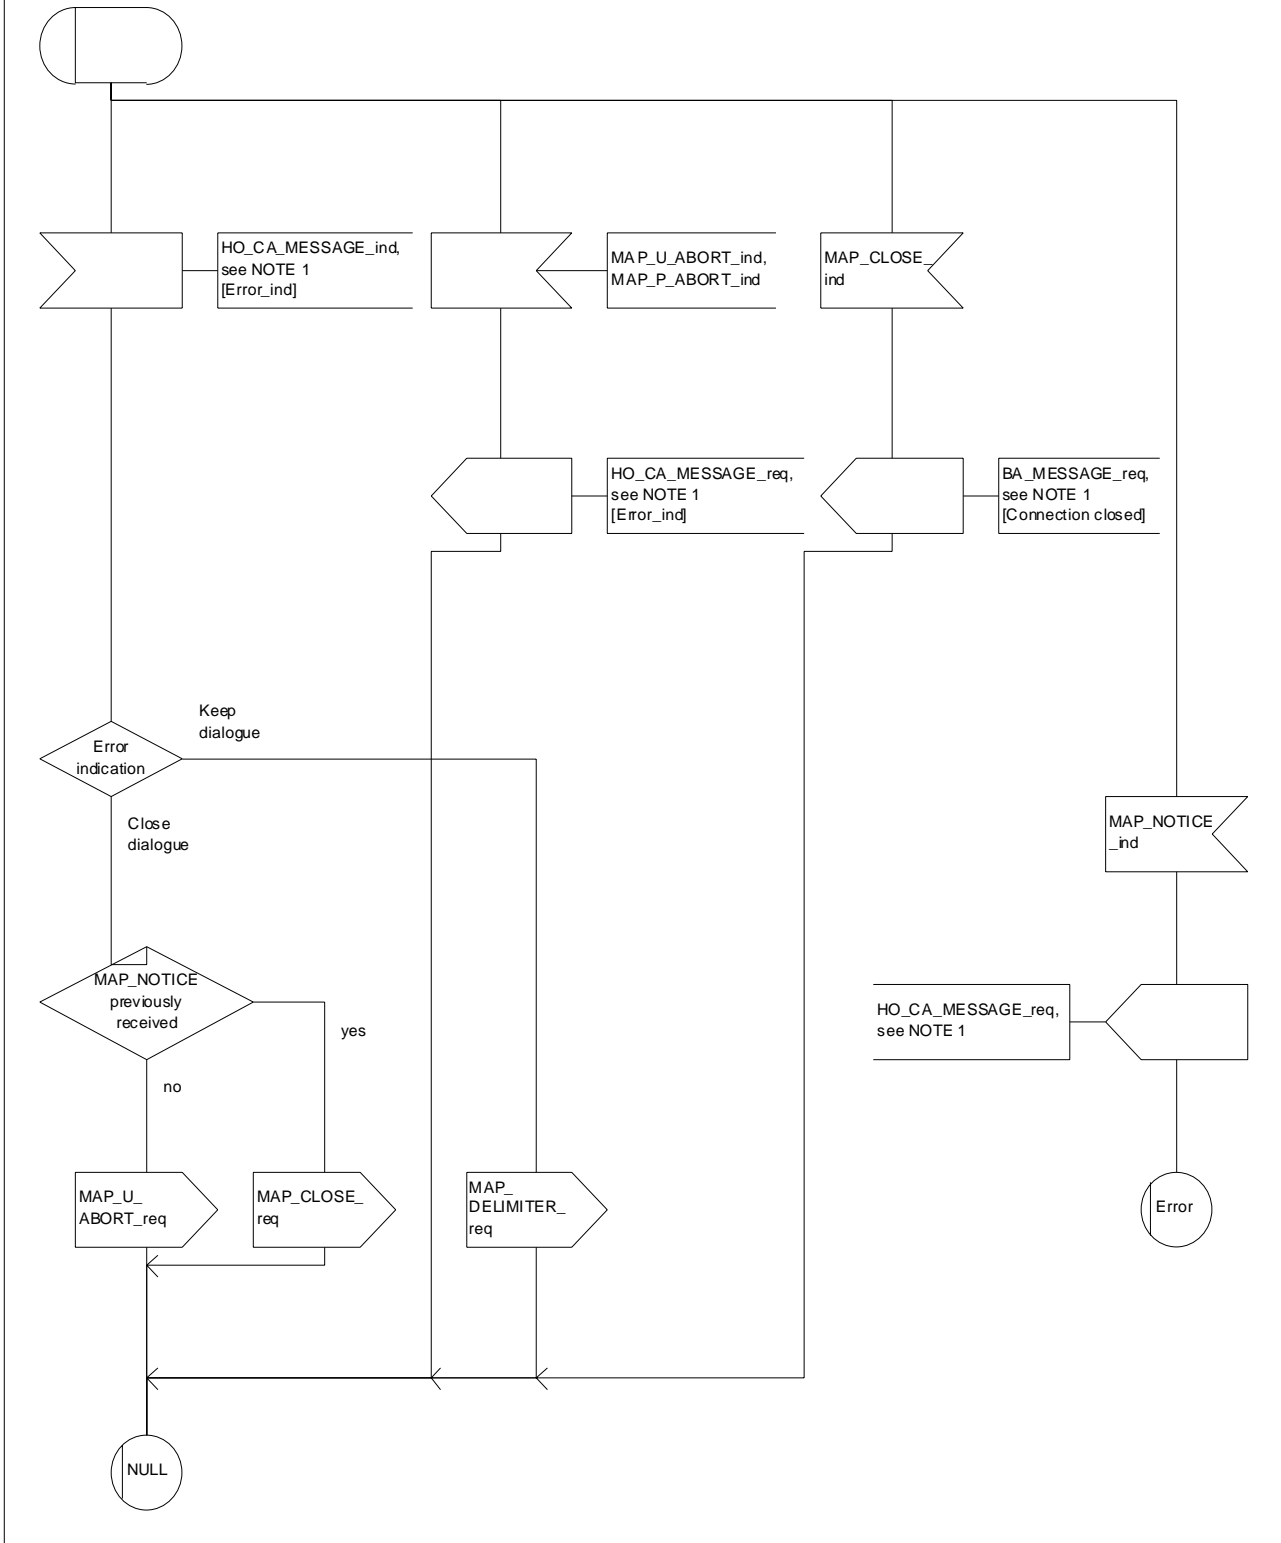 HO_CA_MESSAGE_ind,
see NOTE 1
[Error_ind]
MAP_U_ABORT_ind,
MAP_P_ABORT_ind
MAP_CLOSE_
ind
HO_CA_MESSAGE_req,
see NOTE 1
[Error_ind]
BA_MESSAGE_req,
see NOTE 1
[Connection closed]
Keep
dialogue
Error
indication
Close
dialogue
MAP_NOTICE
_ind
MAP_NOTICE
previously
received
yes
no
HO_CA_MESSAGE_req,
see NOTE 1
MAP_U_
ABORT_req
MAP_CLOSE_
req
MAP_
DELIMITER_
req
Error
NULL